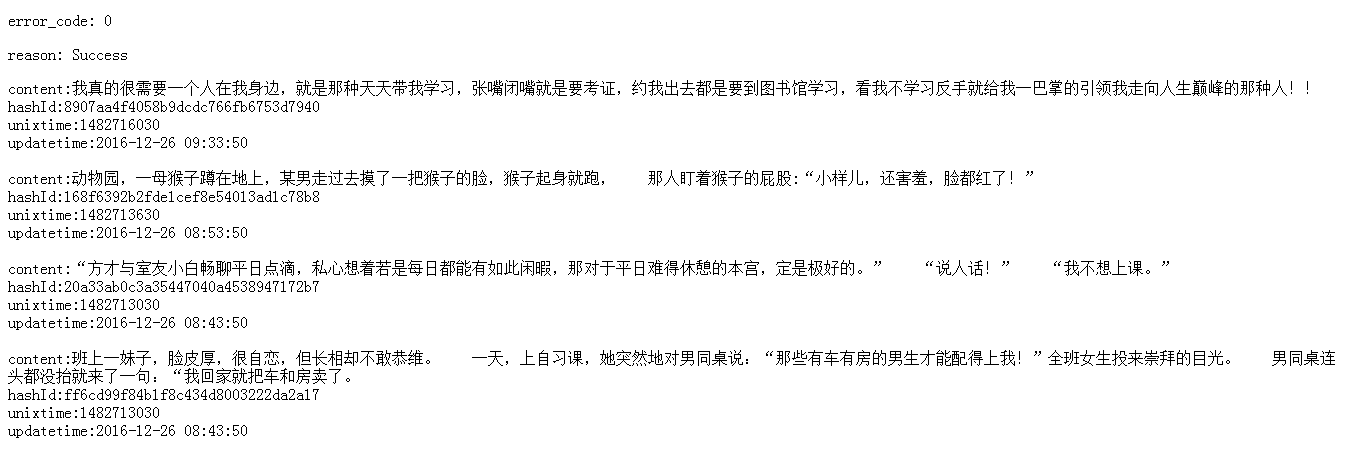 error_code: 0
reason: Success
content:我真的很需要一个人在我身边，就是那种天天带我学习，张嘴闭嘴就是要考证，约我出去都是要到图书馆学习，看我不学习反手就给我一巴掌的引领我走向人生巅峰的那种人！！
hashId:8907aa4f4058b9dcdc766fb6753d7940
unixtime:1482716030
updatetime:2016-12-26 09:33:50
content:动物园，一母猴子蹲在地上，某男走过去摸了一把猴子的脸，猴子起身就跑，　　那人盯着猴子的屁股:“小样儿，还害羞，脸都红了！”
hashId:168f6392b2fde1cef8e54013ad1c78b8
unixtime:1482713630
updatetime:2016-12-26 08:53:50
content:“方才与室友小白畅聊平日点滴，私心想着若是每日都能有如此闲暇，那对于平日难得休憩的本宫，定是极好的。”　　“说人话！”　　“我不想上课。”
hashId:20a33ab0c3a35447040a4538947172b7
unixtime:1482713030
updatetime:2016-12-26 08:43:50
content:班上一妹子，脸皮厚，很自恋，但长相却不敢恭维。　　一天，上自习课，她突然地对男同桌说：“那些有车有房的男生才能配得上我！”全班女生投来崇拜的目光。　　男同桌连
头都没抬就来了一句：“我回家就把车和房卖了。
hashId:ff6cd99f84b1f8c434d8003222da2a17
unixtime:1482713030
updatetime:2016-12-26 08:43:50